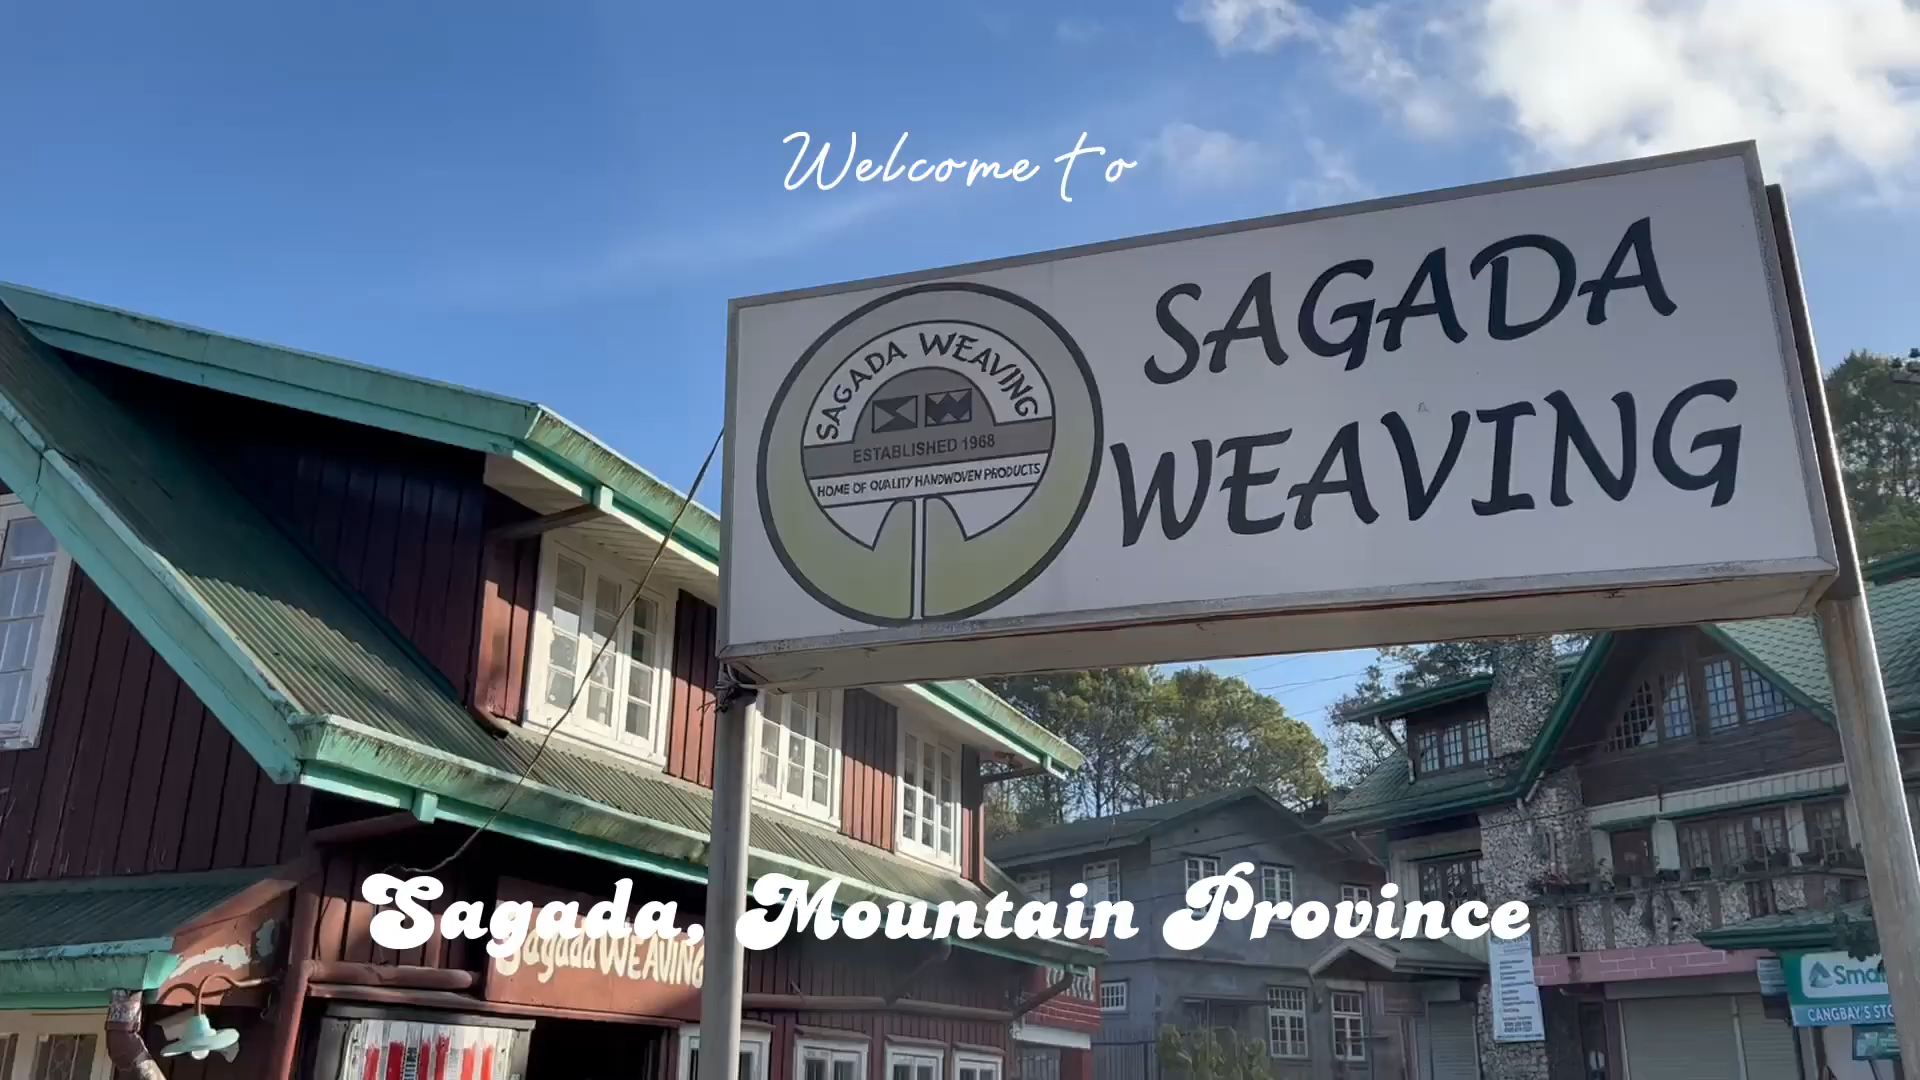 Welcome to
SAGADA
WEAVING
SAGADA WEAVING
ESTABLISHED 1968
HOME OF QUALITY HANDWOVEN PRODUCTS
Sagada, Mountain Province
Sagada WEAVING
CANGBAY'S